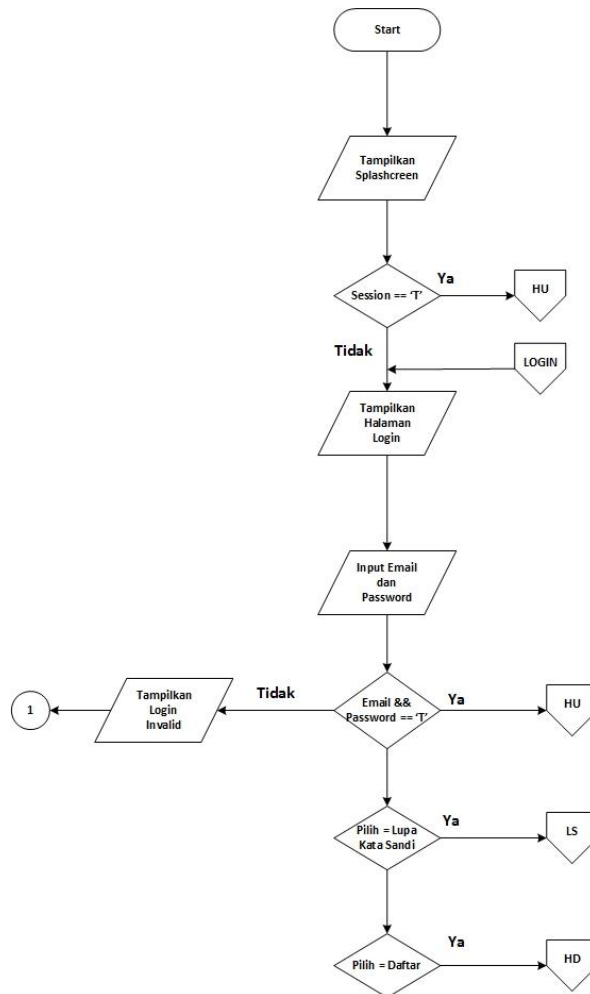 Start
Tampilkan
Splashcreen
Session == ‘T’
Ya
HU
Tidak
LOGIN
Tampilkan
Halaman
Login
Input Email
dan
Password
1
Tampilkan
Login
Invalid
Tidak
Email &&
Password == ‘T’
Ya
HU
Pilih = Lupa
Kata Sandi
Ya
LS
Pilih = Daftar
Ya
HD